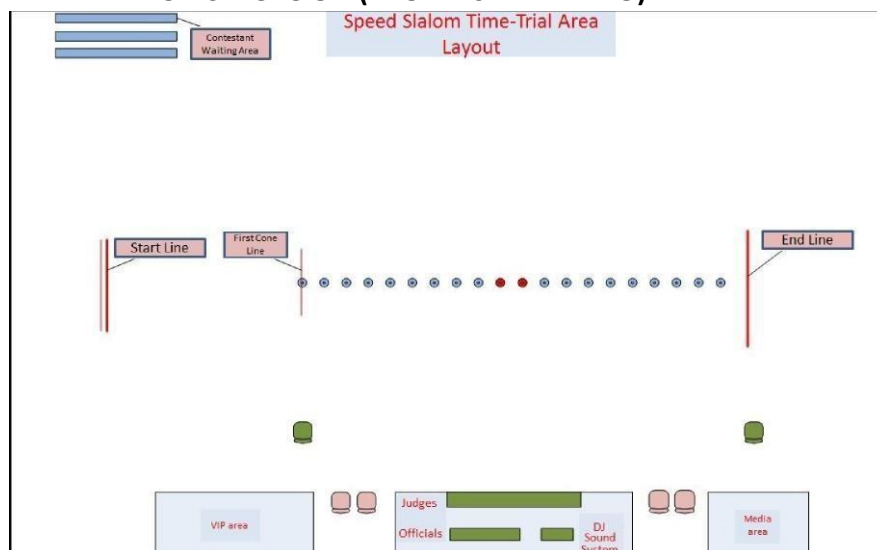 Speed Slalom Time-Trial Area
Layout
Contestant
Waiting Area
Start Line
First Cone
Line
End Line
VIP area
Judges
Officials
DJ
Sound
System
Media
area